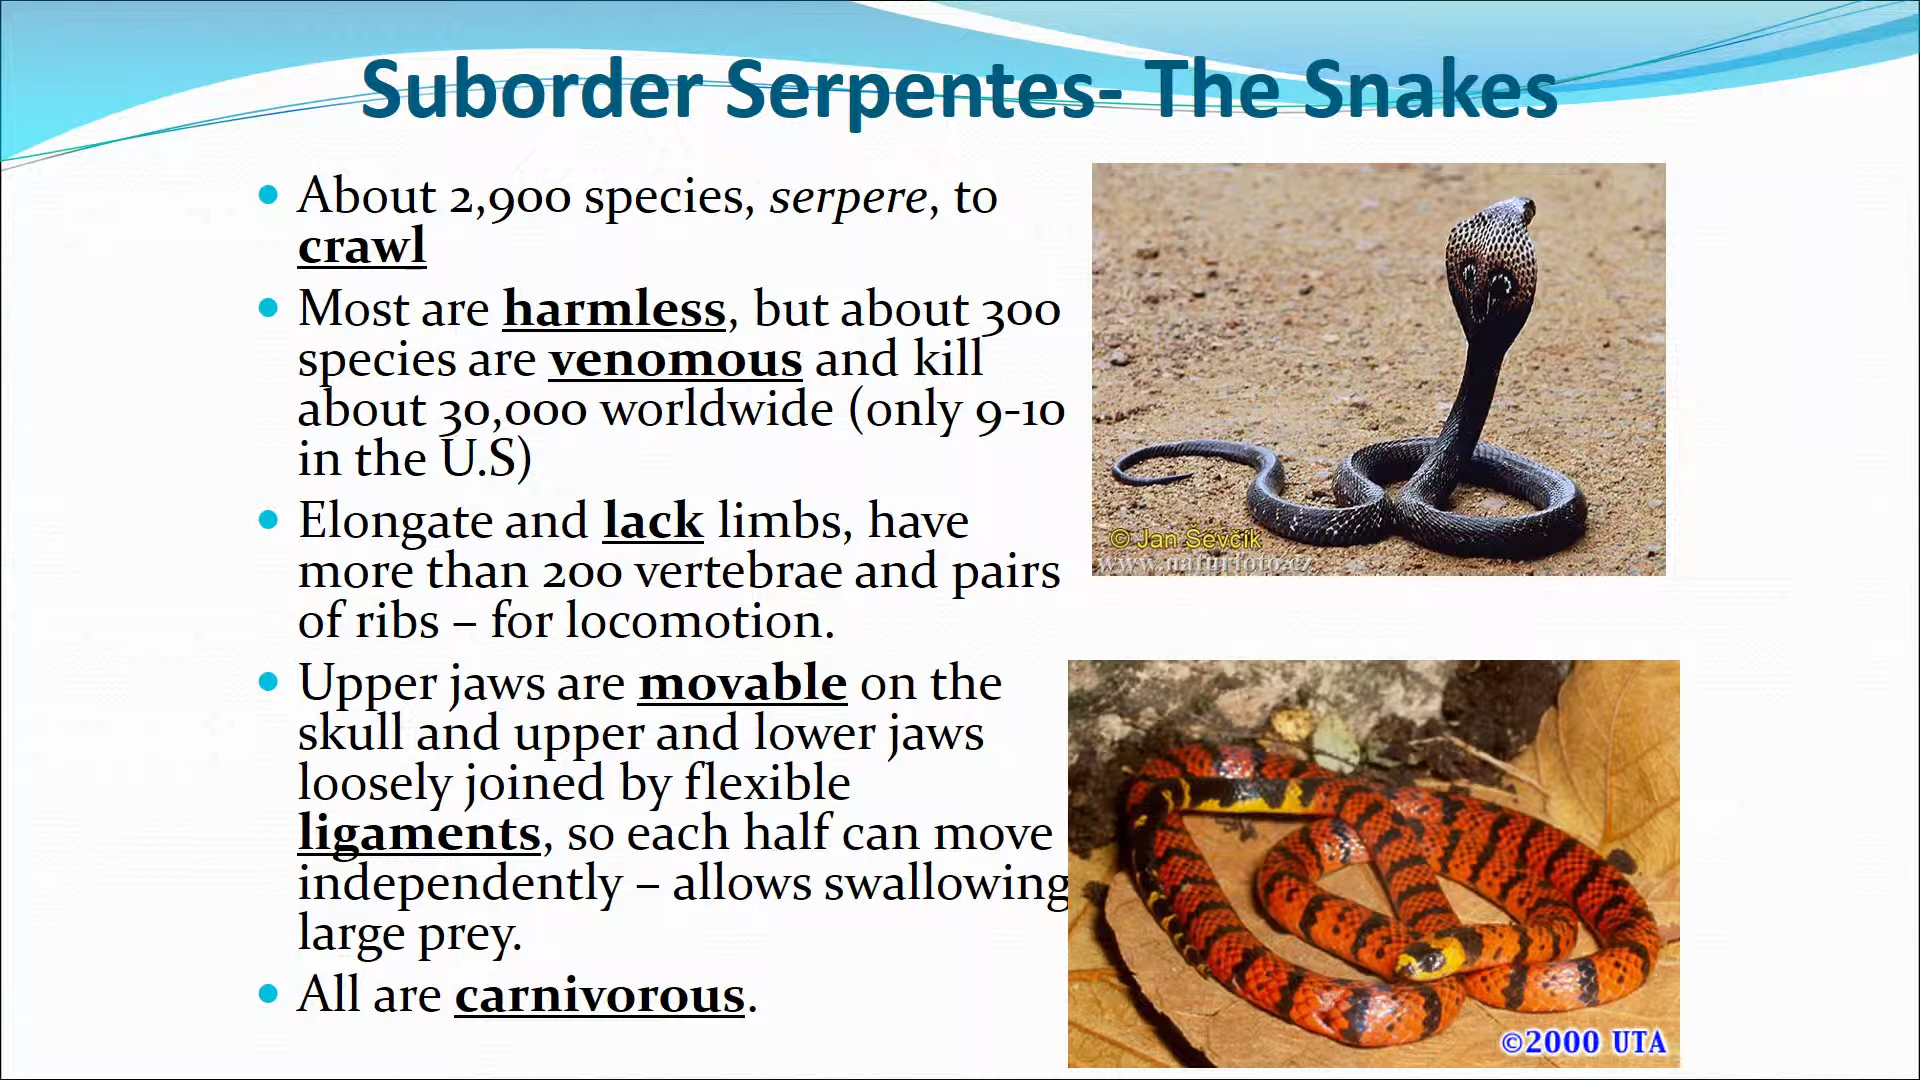 Suborder Serpentes- The Snakes
About 2,900 species, serpere, to
crawl
Most are harmless, but about 300
species are venomous and kill
about 30,000 worldwide (only 9-10
in the U.S)
Elongate and lack limbs, have
more than 200 vertebrae and pairs
of ribs – for locomotion.
Upper jaws are movable on the
skull and upper and lower jaws
loosely joined by flexible
ligaments, so each half can move
independently – allows swallowing
large prey.
All are carnivorous.
© Jan Ševčík
www.naturfoto.cz
©2000 UTA